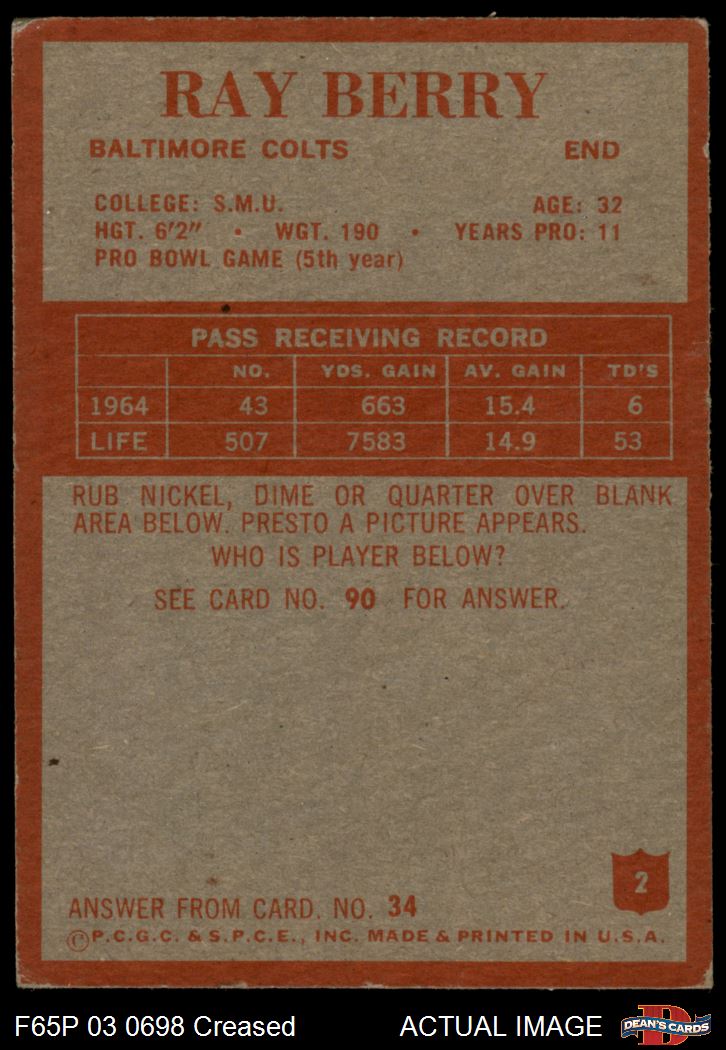 RAY BERRY
BALTIMORE COLTS END
COLLEGE: S.M.U. AGE: 32
HGT. 6'2" • WGT. 190 • YEARS PRO: 11
PRO BOWL GAME (5th year)
PASS RECEIVING RECORD
NO. YDS. GAIN AV. GAIN TD'S
1964 43 663 15.4 6
LIFE 507 7583 14.9 53
RUB NICKEL, DIME OR QUARTER OVER BLANK
AREA BELOW. PRESTO A PICTURE APPEARS.
WHO IS PLAYER BELOW?
SEE CARD NO. 90 FOR ANSWER.
2
ANSWER FROM CARD. NO. 34
©P.C.G.C. & S.P.C.E., INC. MADE & PRINTED IN U.S.A.
F65P 03 0698 Creased ACTUAL IMAGE
D
DEAN'S CARDS